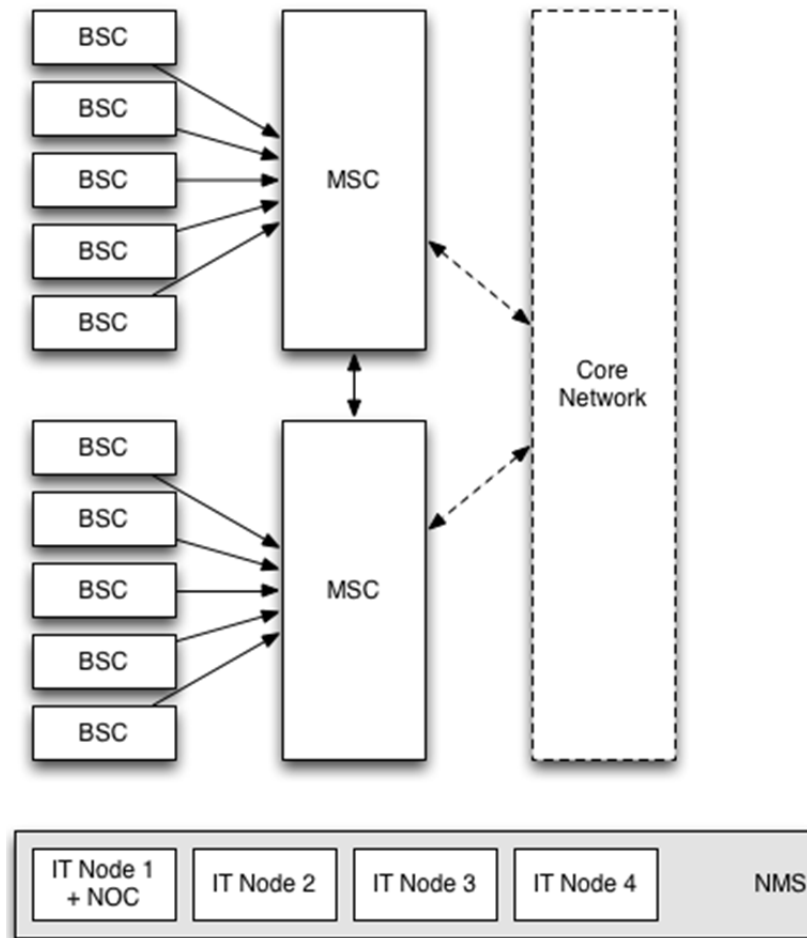 BSC
BSC
BSC
BSC
BSC
MSC
Core
Network
BSC
BSC
BSC
BSC
BSC
MSC
IT Node 1
+ NOC
IT Node 2
IT Node 3
IT Node 4
NMS